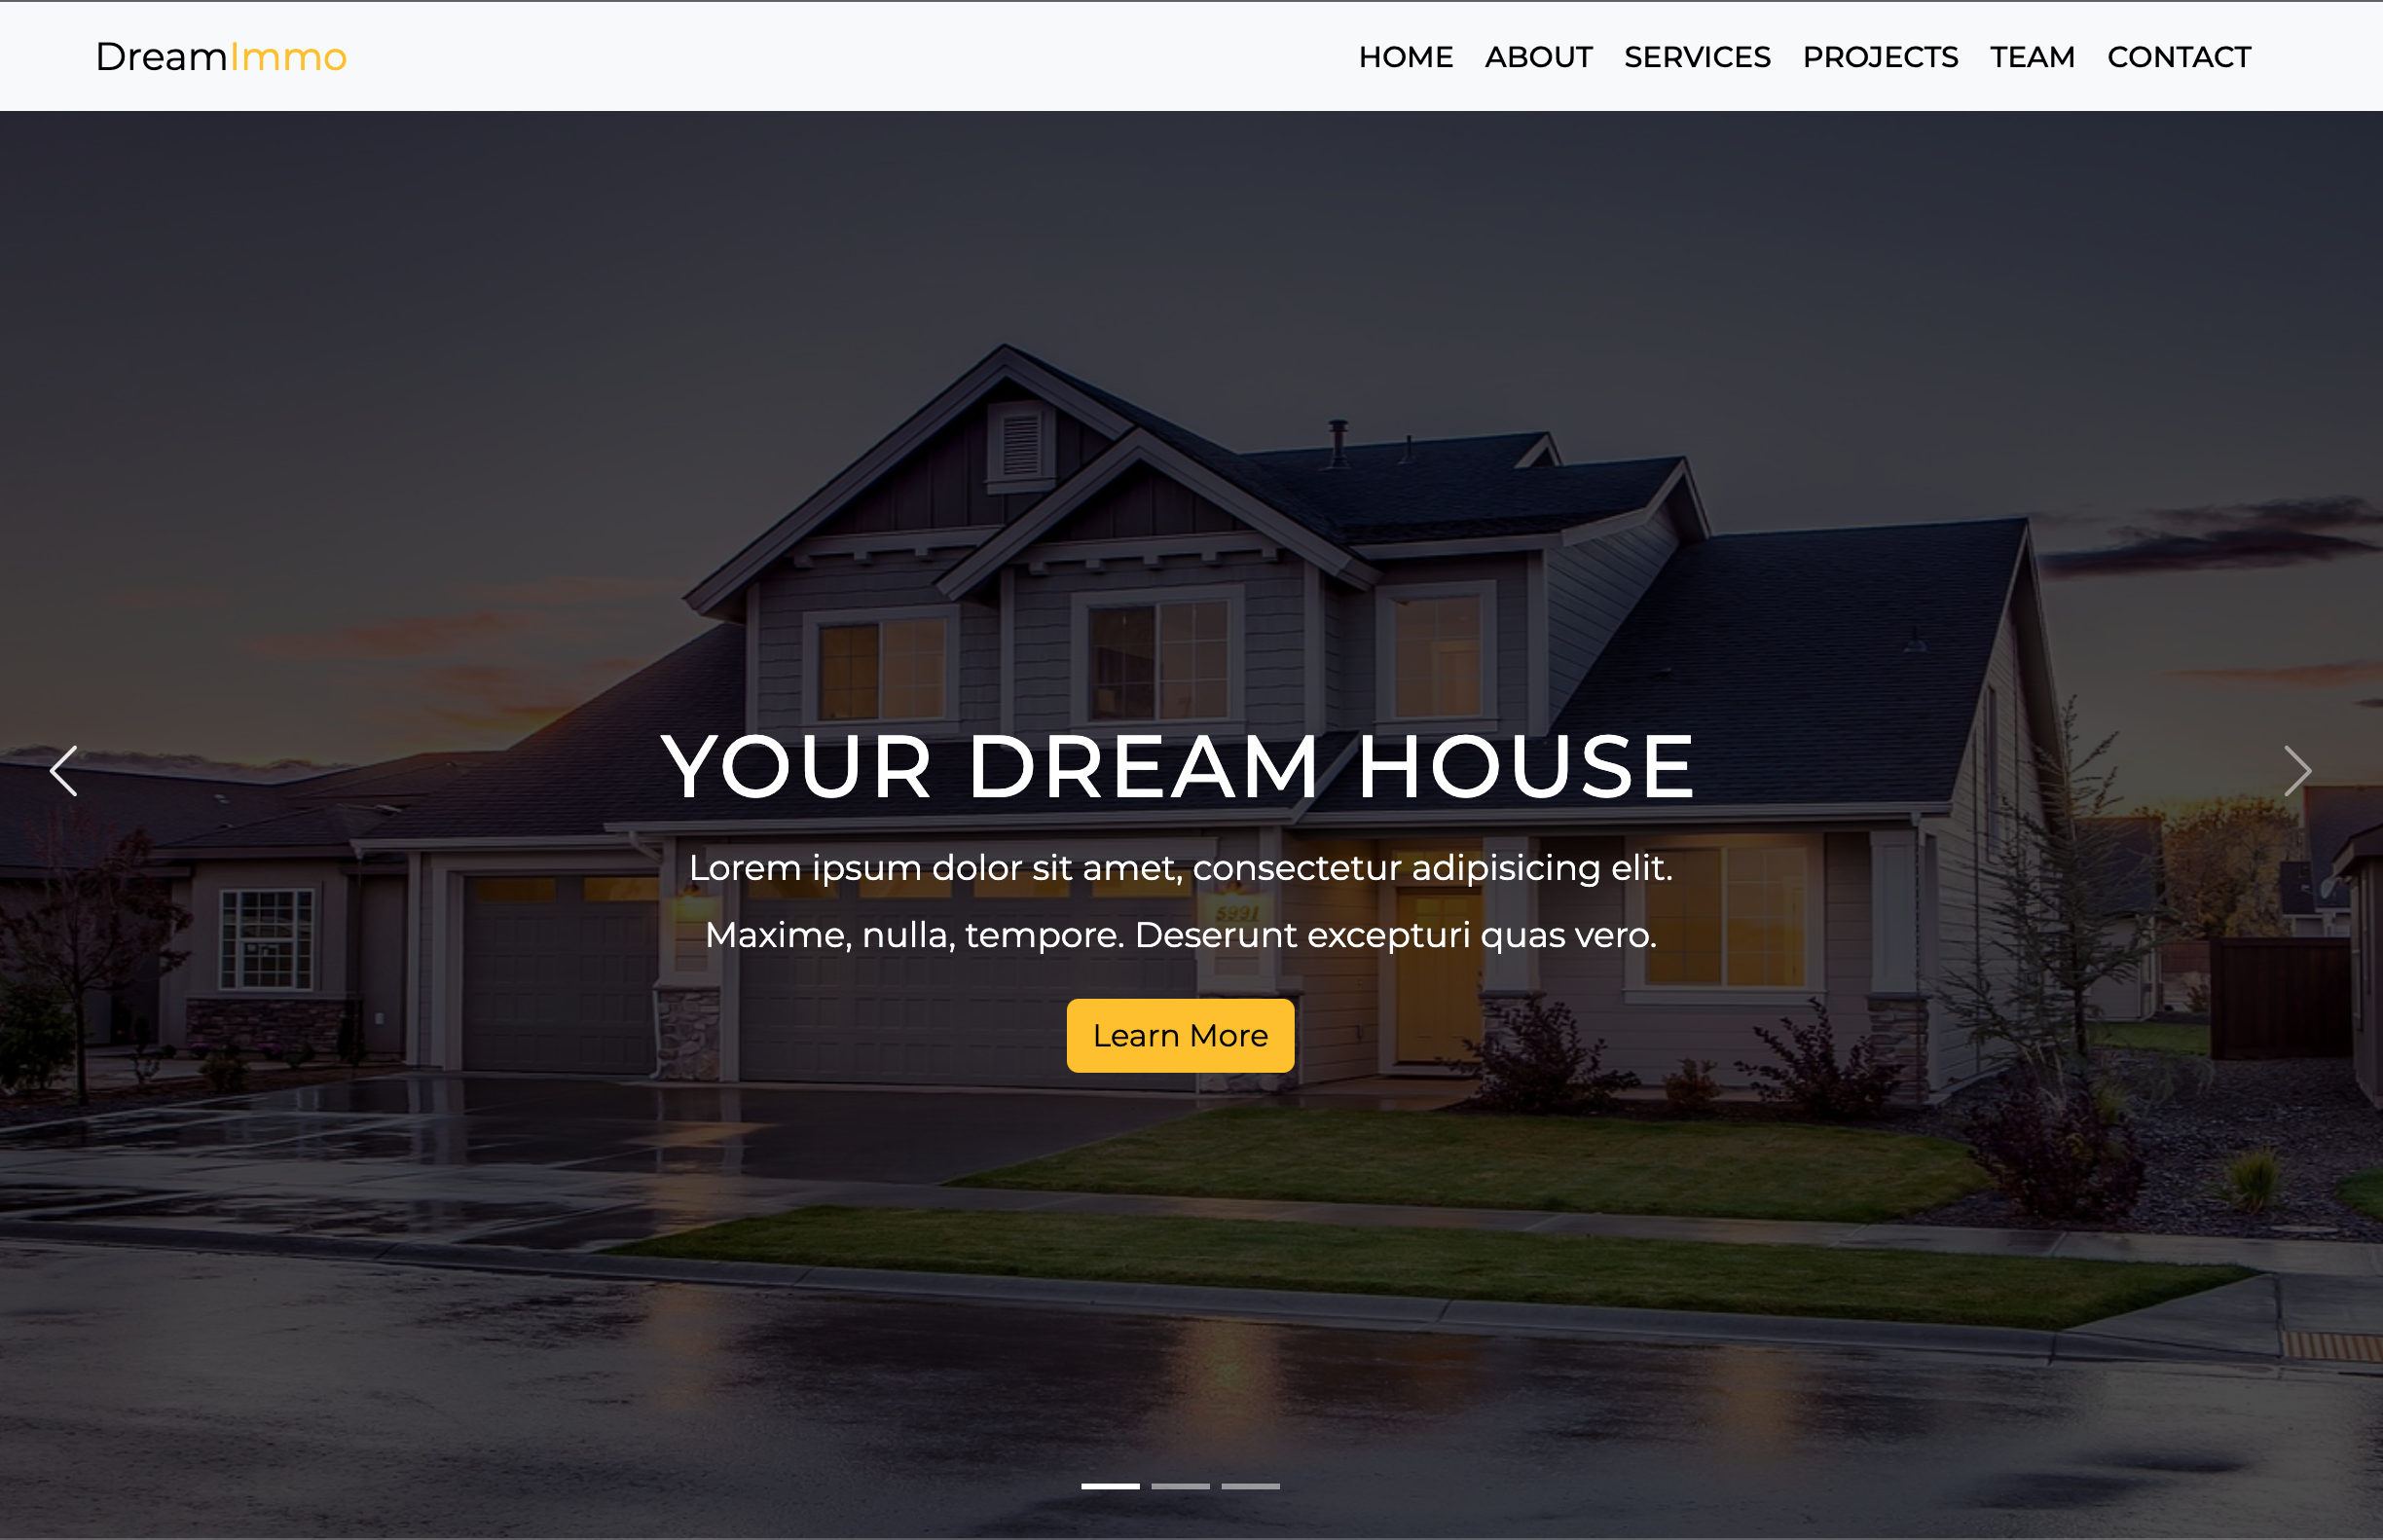 DreamImmo
HOME ABOUT SERVICES PROJECTS TEAM CONTACT
YOUR DREAM HOUSE
Lorem ipsum dolor sit amet, consectetur adipisicing elit.
5991
Maxime, nulla, tempore. Deserunt excepturi quas vero.
Learn More